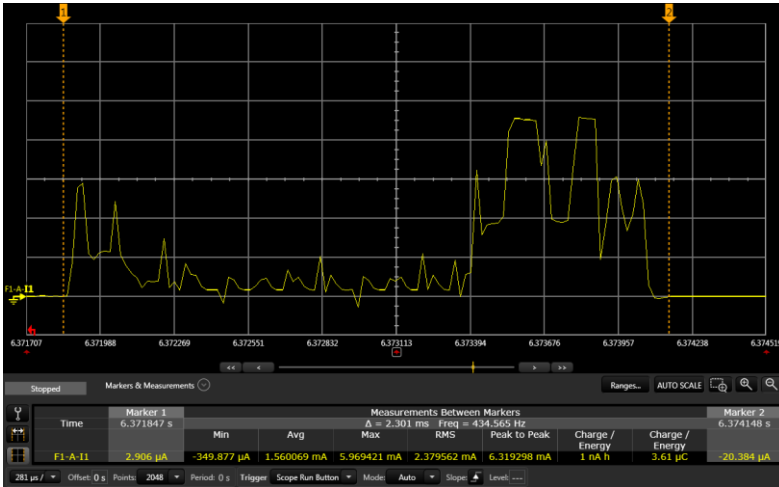 1 2
F1-A-I1
6.371707 6.371988 6.372269 6.372551 6.372832 6.373113 6.373394 6.373676 6.373957 6.374238 6.374519
<< < > >>
Stopped Markers & Measurements Ranges... AUTO SCALE
Marker 1 Measurements Between Markers Marker 2
Time 6.371847 s Δ = 2.301 ms Freq = 434.565 Hz 6.374148 s
Min Avg Max RMS Peak to Peak Charge / Energy Charge / Energy
F1-A-I1 2.906 µA -349.877 µA 1.560069 mA 5.969421 mA 2.379562 mA 6.319298 mA 1 nA h 3.61 µC -20.384 µA
281 µs / Offset: 0 s Points: 2048 Period: 0 s Trigger Scope Run Button Mode: Auto Slope: Level: ---